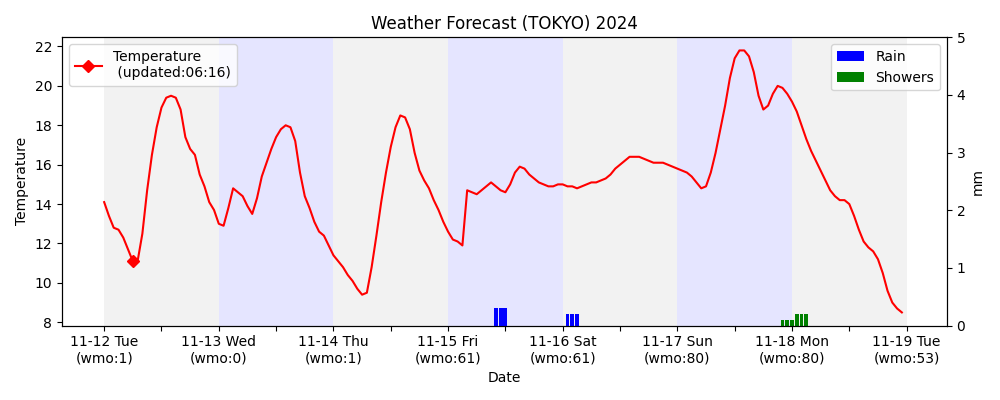 Weather Forecast (TOKYO) 2024
Temperature
(updated:06:16)
Rain
Showers
22
20
18
16
14
12
10
8
Temperature
5
4
3
2
1
0
mm
11-12 Tue
(wmo:1)
11-13 Wed
(wmo:0)
11-14 Thu
(wmo:1)
11-15 Fri
(wmo:61)
11-16 Sat
(wmo:61)
11-17 Sun
(wmo:80)
11-18 Mon
(wmo:80)
11-19 Tue
(wmo:53)
Date